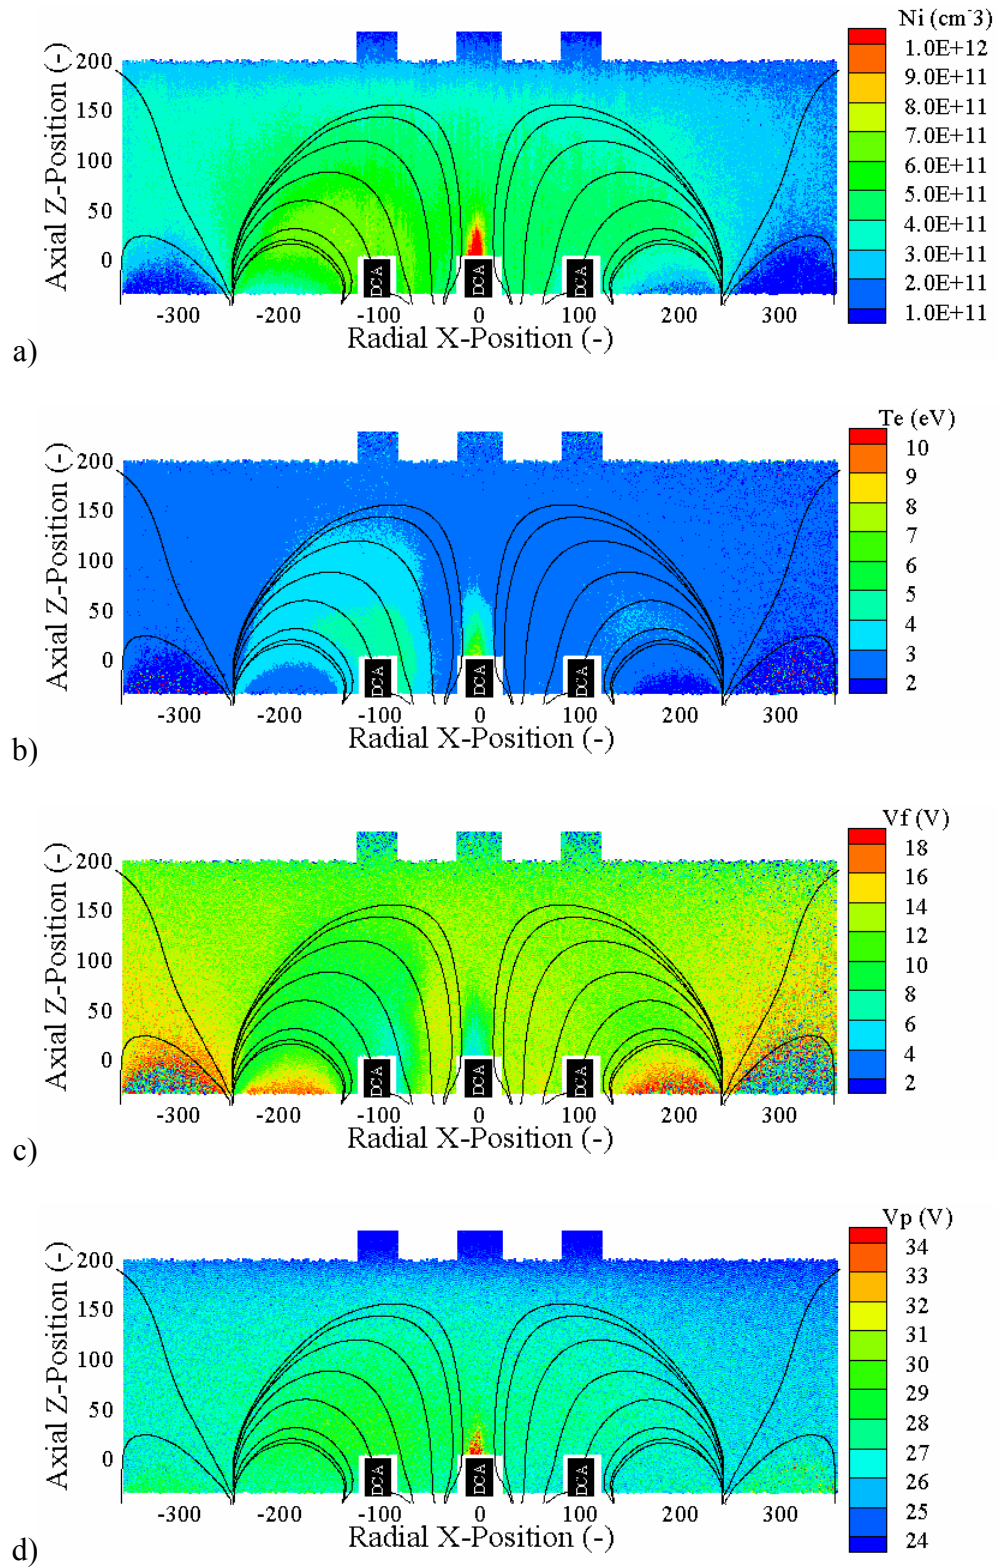 Ni (cm-3)
1.0E+12
9.0E+11
8.0E+11
7.0E+11
6.0E+11
5.0E+11
4.0E+11
3.0E+11
2.0E+11
1.0E+11
Axial Z-Position (-)
200
150
100
50
0
DCA DCA DCA
-300 -200 -100 0 100 200 300
Radial X-Position (-)
a)
Te (eV)
10
9
8
7
6
5
4
3
2
Axial Z-Position (-)
200
150
100
50
0
DCA DCA DCA
-300 -200 -100 0 100 200 300
Radial X-Position (-)
b)
Vf (V)
18
16
14
12
10
8
6
4
2
Axial Z-Position (-)
200
150
100
50
0
DCA DCA DCA
-300 -200 -100 0 100 200 300
Radial X-Position (-)
c)
Vp (V)
34
33
32
31
30
29
28
27
26
25
24
Axial Z-Position (-)
200
150
100
50
0
DCA DCA DCA
-300 -200 -100 0 100 200 300
Radial X-Position (-)
d)